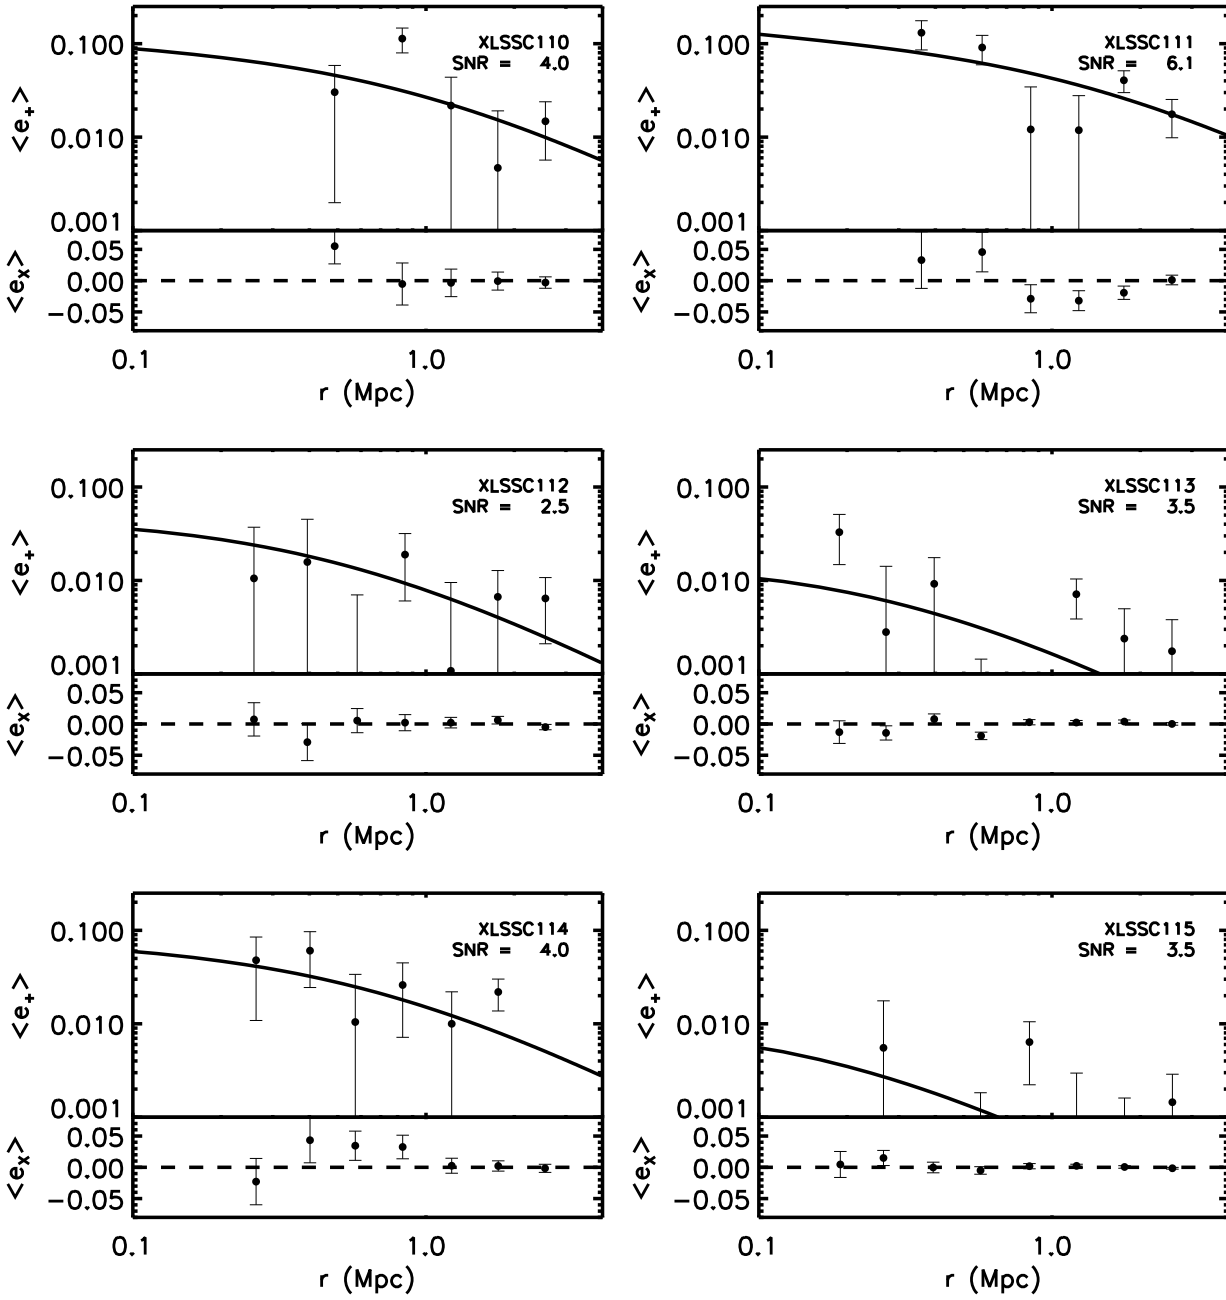 XLSSC110
SNR = 4.0
0.100
0.010
0.001
<e+>
0.05
0.00
−0.05
<ex>
0.1 1.0
r (Mpc)
XLSSC111
SNR = 6.1
0.100
0.010
0.001
<e+>
0.05
0.00
−0.05
<ex>
0.1 1.0
r (Mpc)
XLSSC112
SNR = 2.5
0.100
0.010
0.001
<e+>
0.05
0.00
−0.05
<ex>
0.1 1.0
r (Mpc)
XLSSC113
SNR = 3.5
0.100
0.010
0.001
<e+>
0.05
0.00
−0.05
<ex>
0.1 1.0
r (Mpc)
XLSSC114
SNR = 4.0
0.100
0.010
0.001
<e+>
0.05
0.00
−0.05
<ex>
0.1 1.0
r (Mpc)
XLSSC115
SNR = 3.5
0.100
0.010
0.001
<e+>
0.05
0.00
−0.05
<ex>
0.1 1.0
r (Mpc)